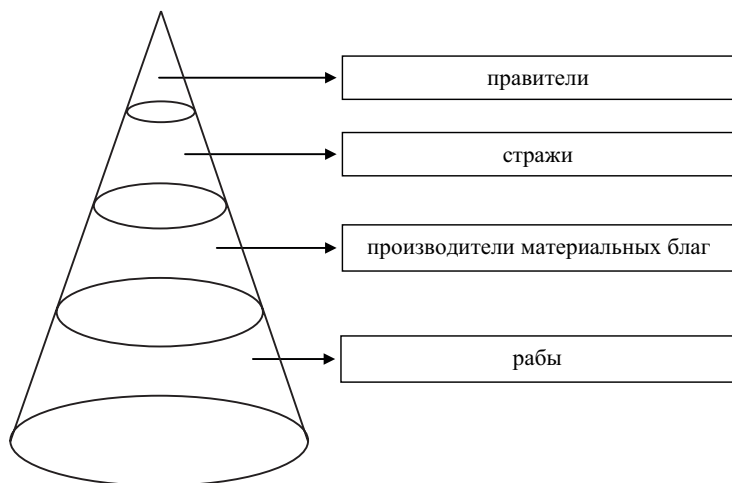 правители
стражи
производители материальных благ
рабы